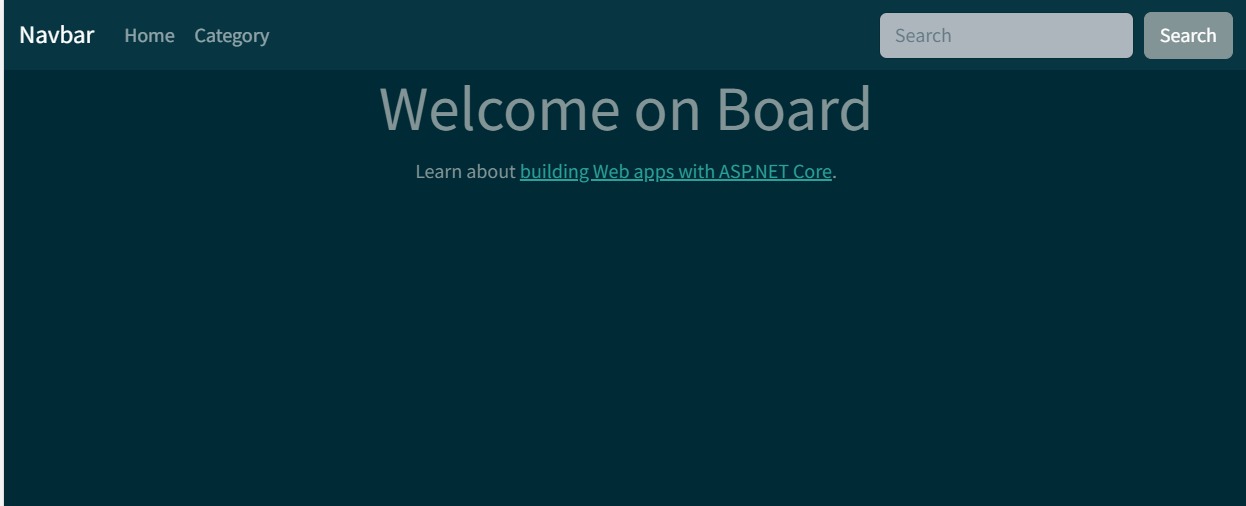 Navbar Home Category Search Search
Welcome on Board
Learn about building Web apps with ASP.NET Core.